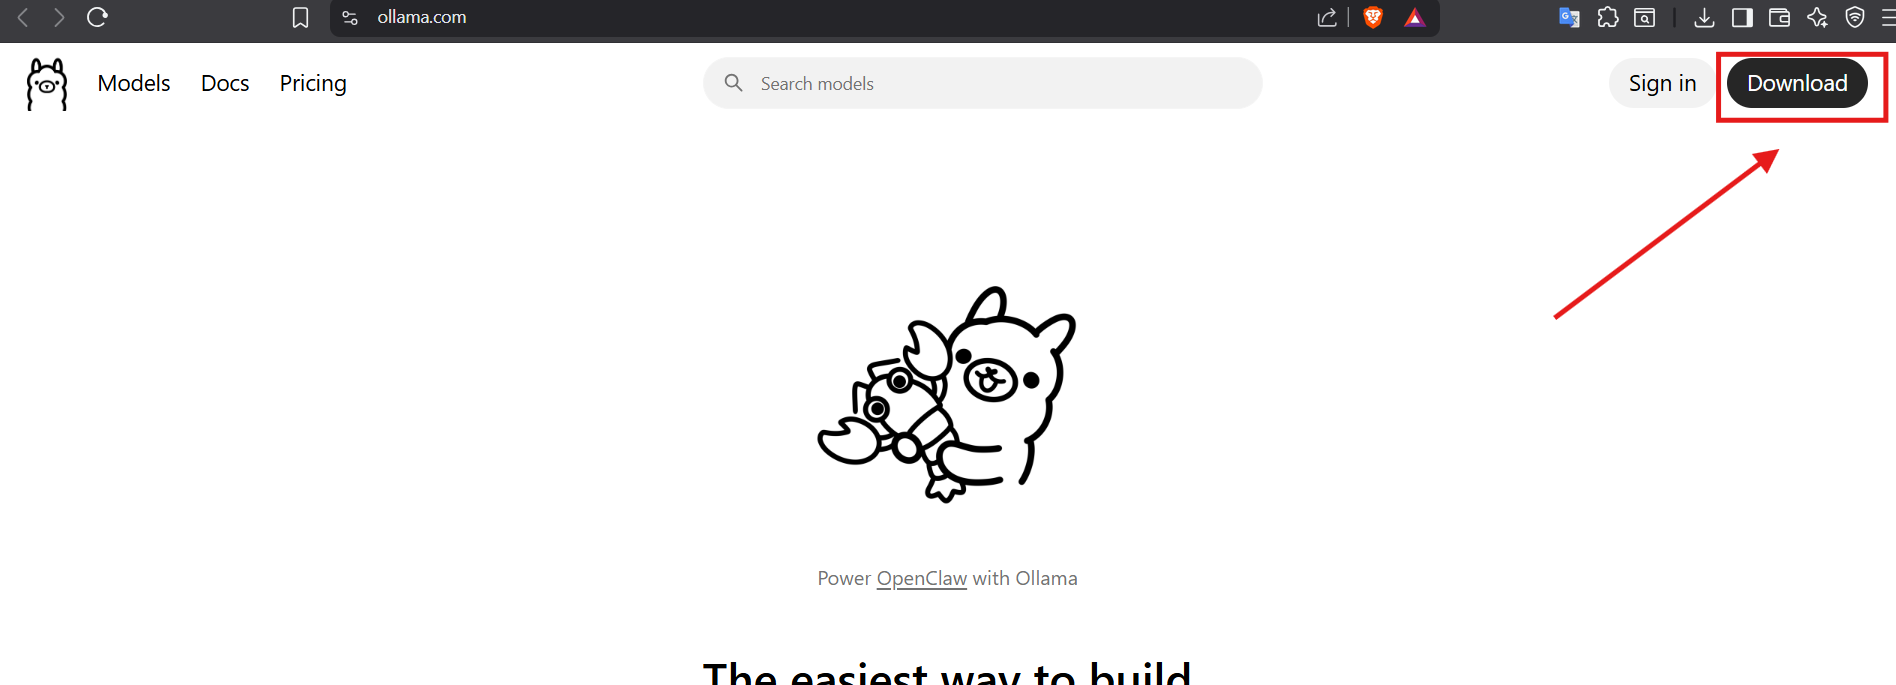 ollama.com
Models Docs Pricing Search models Sign in Download
Power OpenClaw with Ollama
The easiest way to build